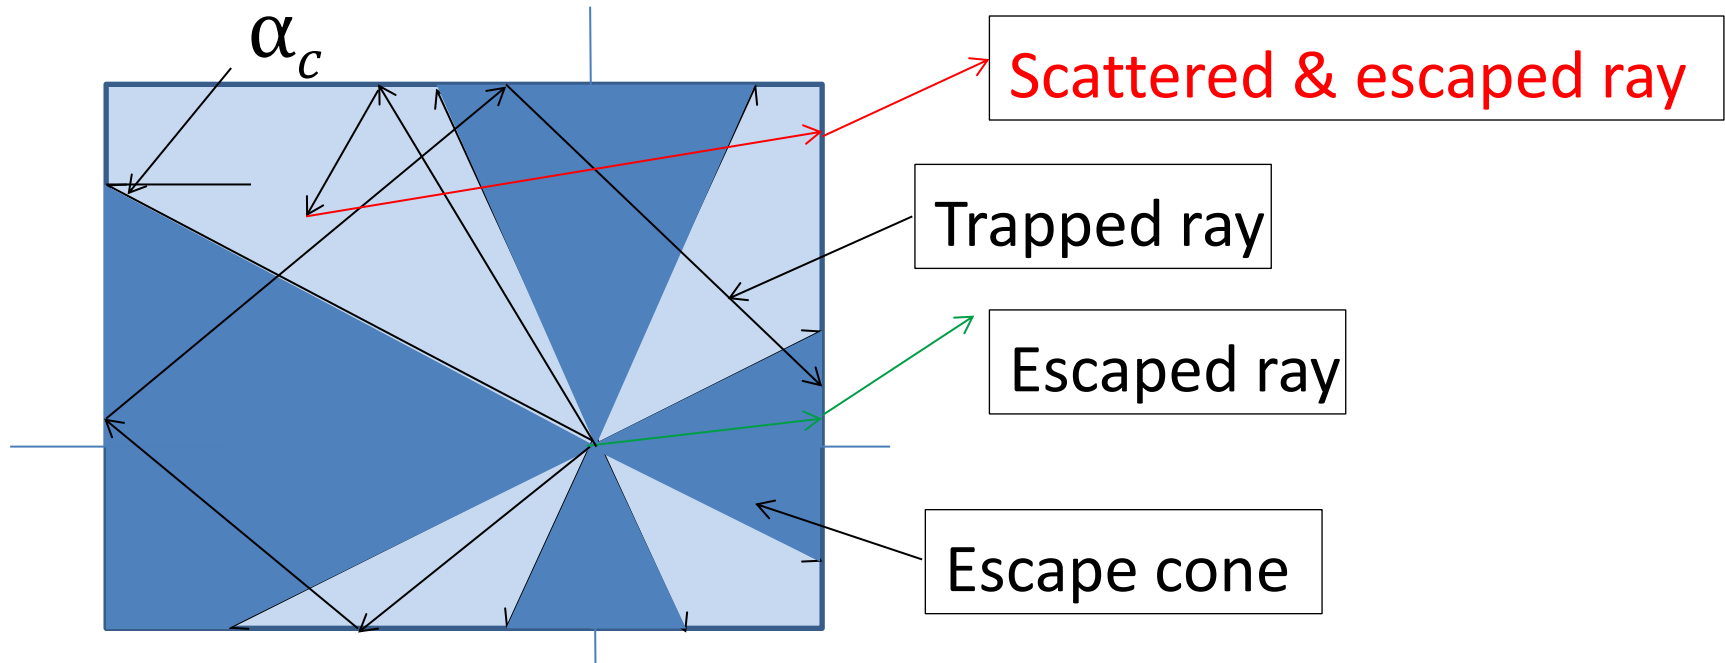 α𝑐
Scattered & escaped ray
Trapped ray
Escaped ray
Escape cone